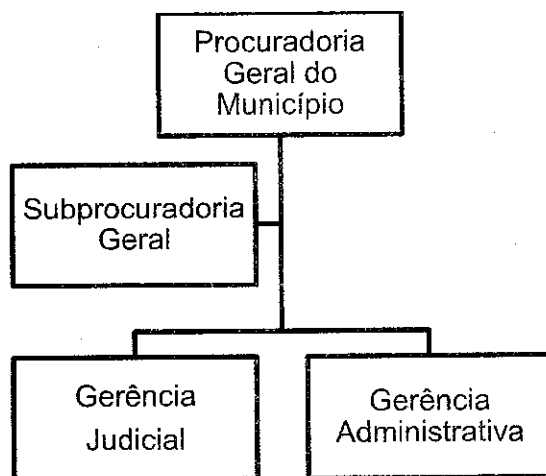 Procuradoria
Geral do
Município
Subprocuradoria
Geral
Gerência
Judicial
Gerência
Administrativa